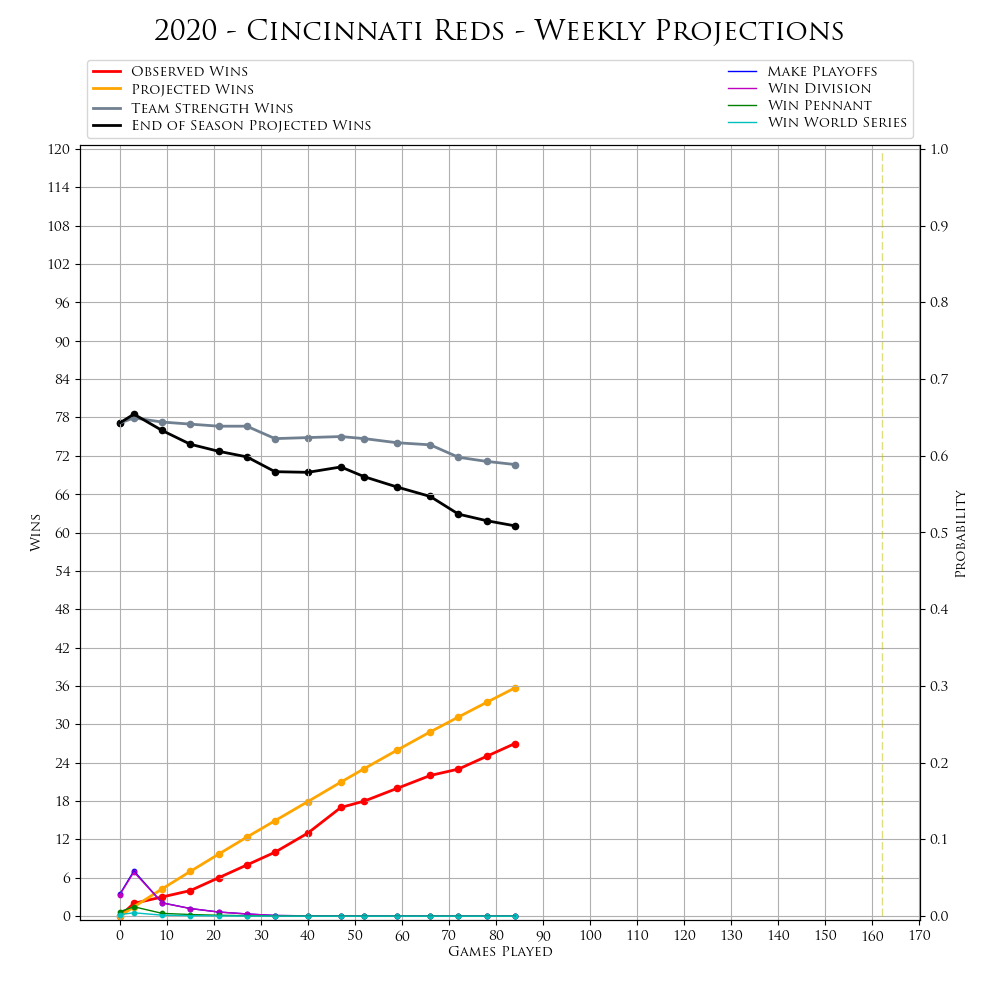 2020 - Cincinnati Reds - Weekly Projections
Observed Wins
Projected Wins
Team Strength Wins
End of Season Projected Wins
Make Playoffs
Win Division
Win Pennant
Win World Series
120
114
108
102
96
90
84
78
72
66
60
54
48
42
36
30
24
18
12
6
0
Wins
1.0
0.9
0.8
0.7
0.6
0.5
0.4
0.3
0.2
0.1
0.0
Probability
0 10 20 30 40 50 60 70 80 90 100 110 120 130 140 150 160 170
Games Played